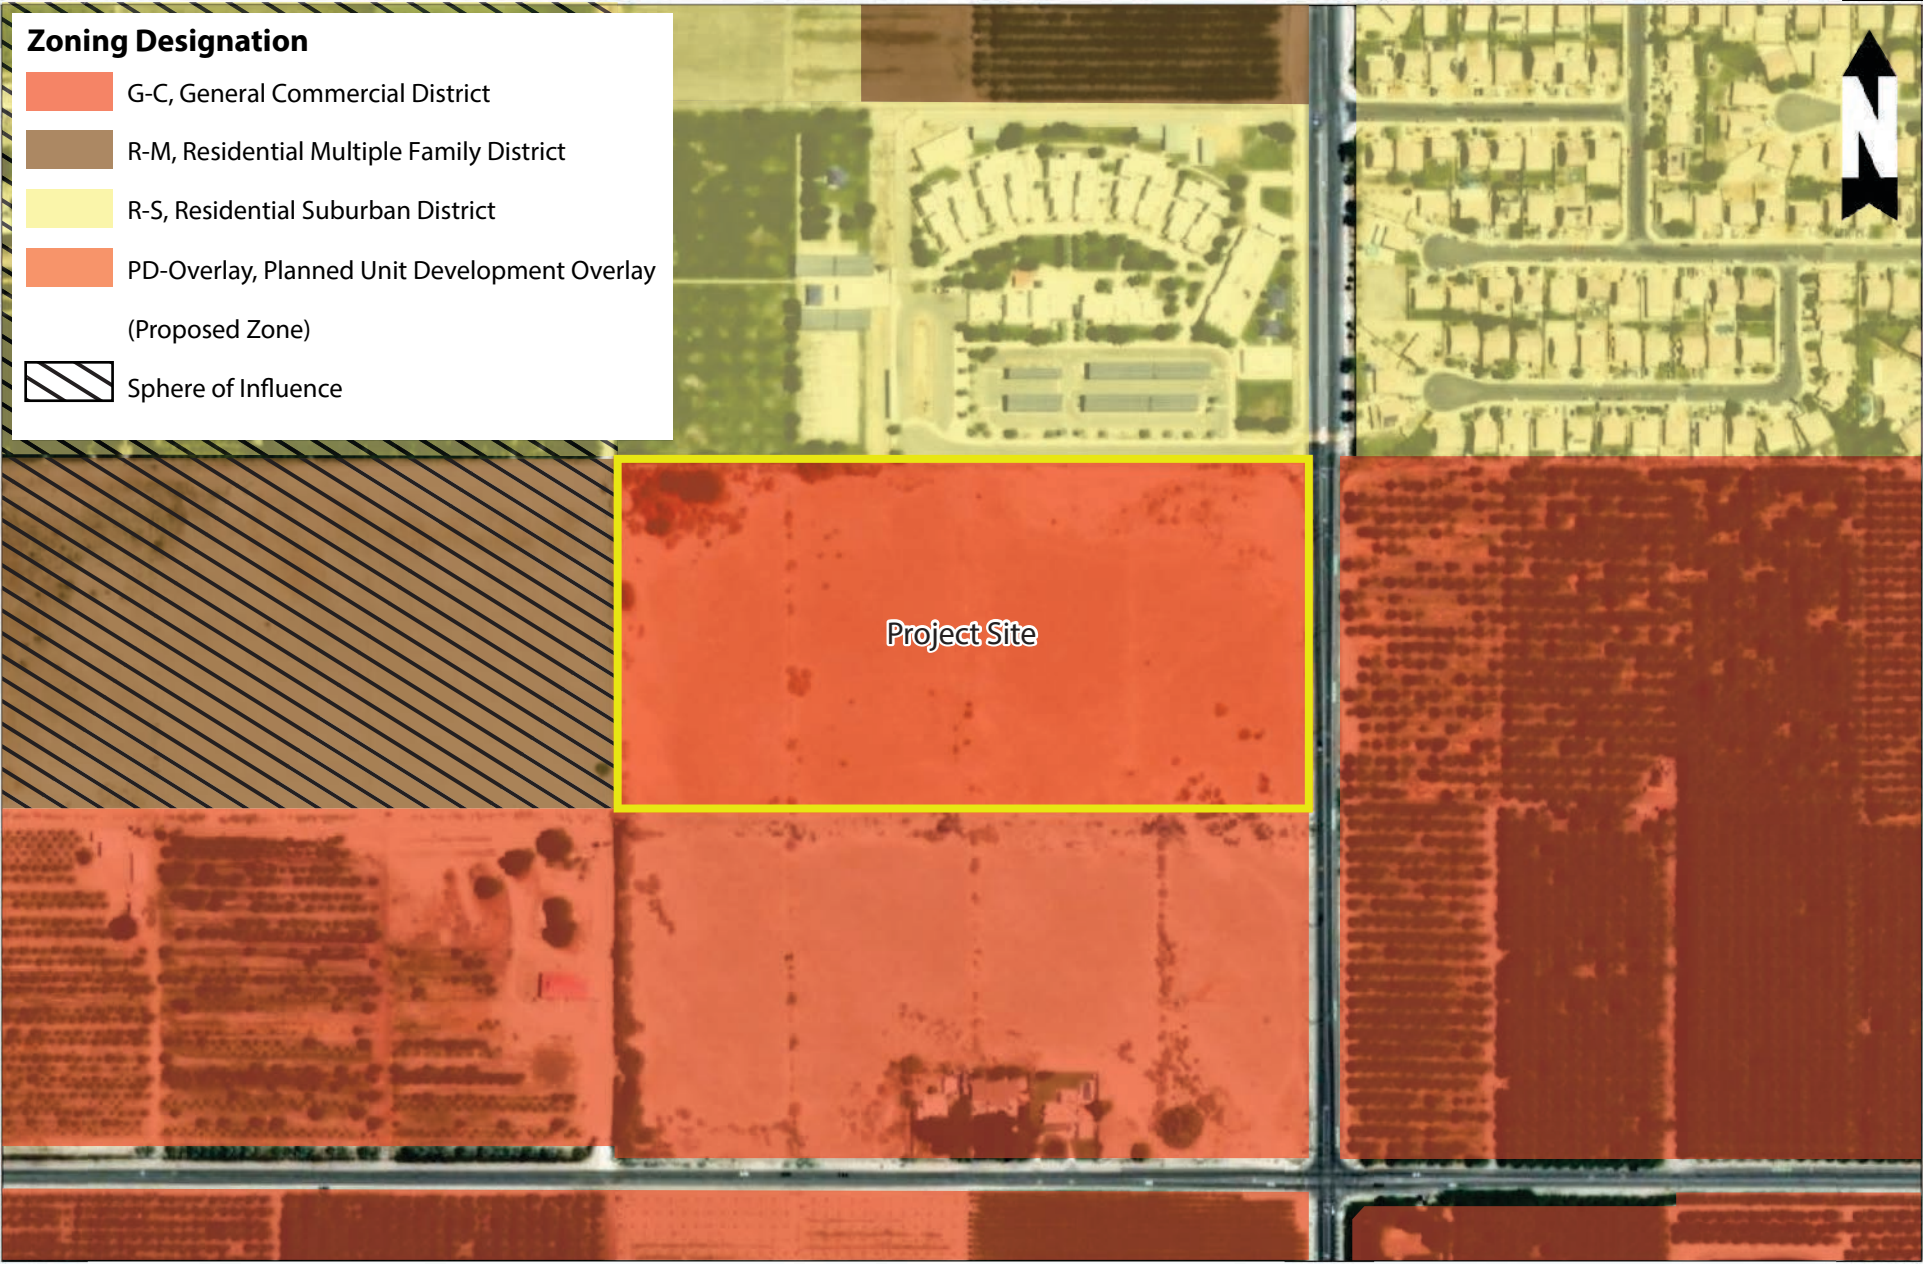 Zoning Designation
G-C, General Commercial District
R-M, Residential Multiple Family District
R-S, Residential Suburban District
PD-Overlay, Planned Unit Development Overlay
(Proposed Zone)
Sphere of Influence
N
Project Site